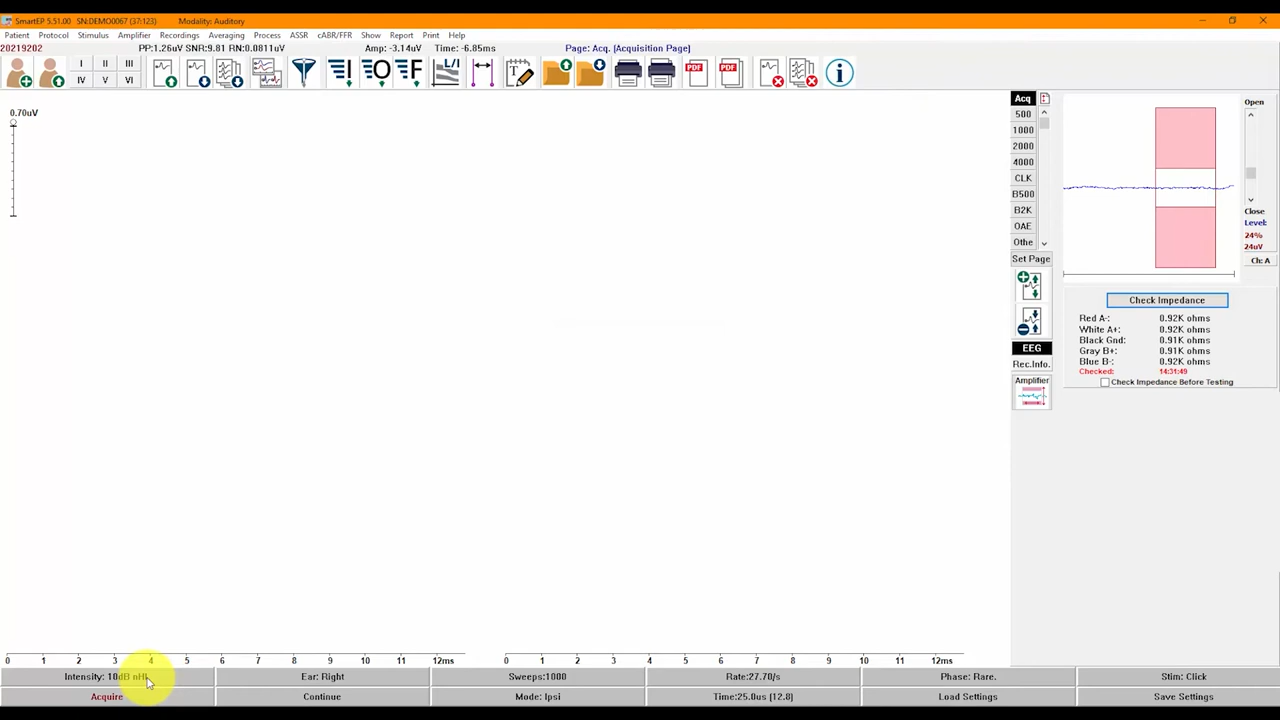 SmartEP 5.51.00 SN:DEMO0067 (37:123) Modality: Auditory
Patient Protocol Stimulus Amplifier Recordings Averaging Process ASSR cABR/FFR Show Report Print Help
20219202 PP:1.26uV SNR:9.81 RN:0.0811uV Amp: -3.14uV Time: -6.85ms Page: Acq. (Acquisition Page)
I II III
IV V VI
O F L/I T PDF PDF i
0.70uV
Acq
500
1000
2000
4000
CLK
B500
B2K
OAE
Othe
Set Page
EEG
Rec.Info.
Amplifier
Open
Close
Level:
24%
24uV
Ch: A
Check Impedance
Red A-: 0.92K ohms
White A+: 0.92K ohms
Black Gnd: 0.91K ohms
Gray B+: 0.91K ohms
Blue B-: 0.92K ohms
Checked: 14:31:49
Check Impedance Before Testing
0 1 2 3 4 5 6 7 8 9 10 11 12ms 0 1 2 3 4 5 6 7 8 9 10 11 12ms
Intensity: 10dB nHL Ear: Right Sweeps:1000 Rate:27.70/s Phase: Rare. Stim: Click
Acquire Continue Mode: Ipsi Time:25.0us (12.8) Load Settings Save Settings